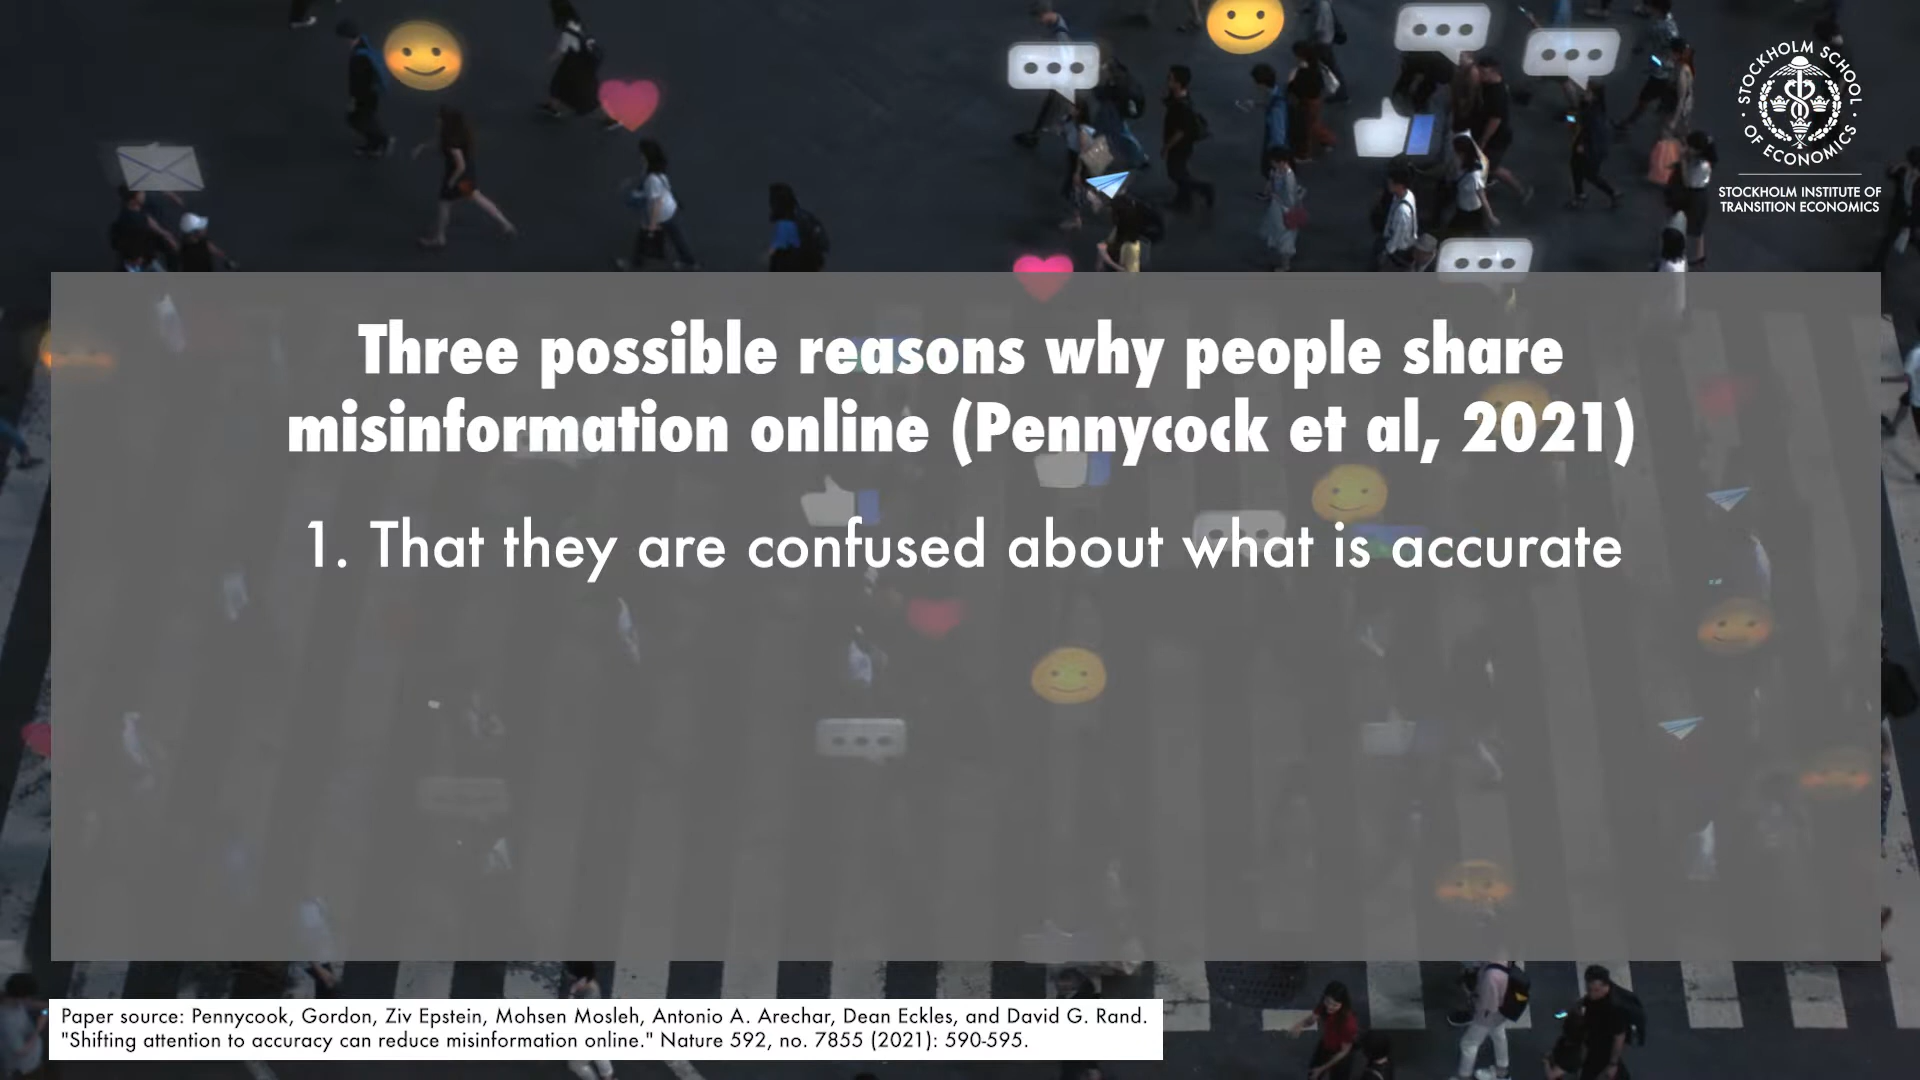 STOCKHOLM SCHOOL
OF ECONOMICS
STOCKHOLM INSTITUTE OF
TRANSITION ECONOMICS
Three possible reasons why people share
misinformation online (Pennycock et al, 2021)
1. That they are confused about what is accurate
Paper source: Pennycook, Gordon, Ziv Epstein, Mohsen Mosleh, Antonio A. Arechar, Dean Eckles, and David G. Rand.
"Shifting attention to accuracy can reduce misinformation online." Nature 592, no. 7855 (2021): 590-595.